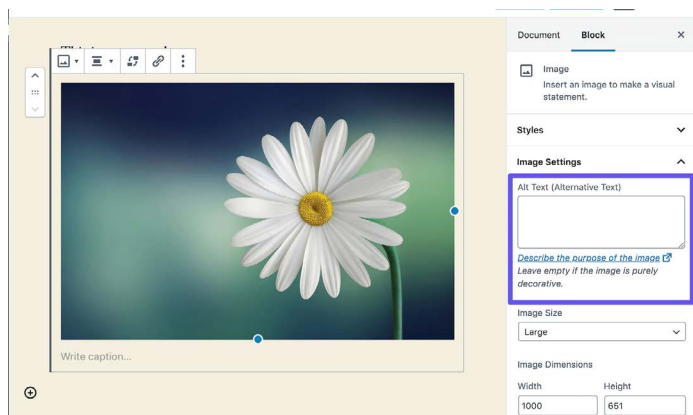 Document Block
Image
Insert an image to make a visual
statement.
Styles
Image Settings
Alt Text (Alternative Text)
Describe the purpose of the image
Leave empty if the image is purely
decorative.
Image Size
Large
Image Dimensions
Width Height
1000 651
Write caption...